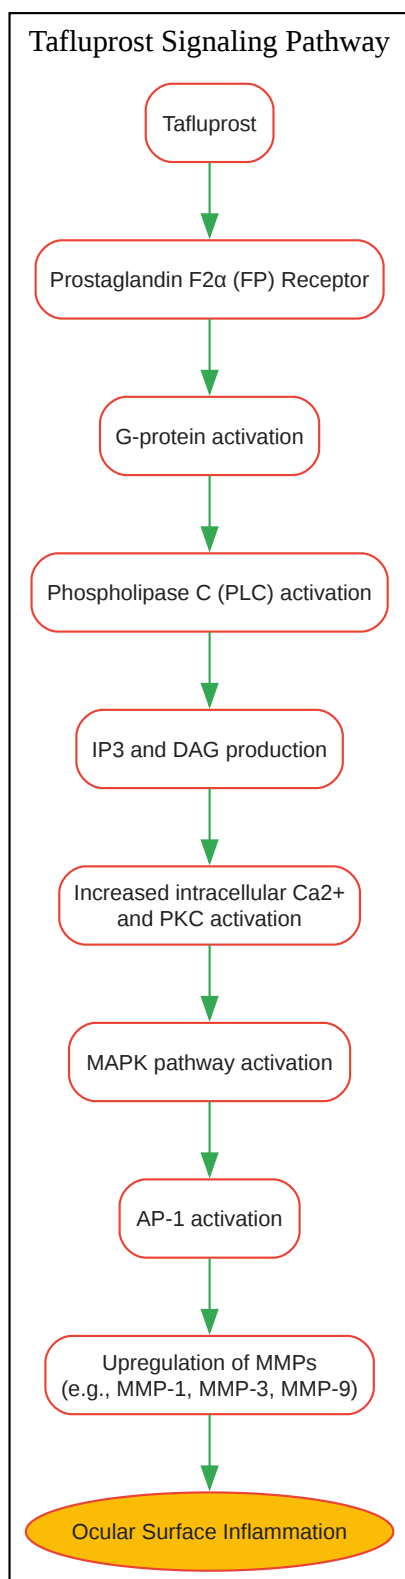 Tafluprost Signaling Pathway
Tafluprost
Prostaglandin F2α (FP) Receptor
G-protein activation
Phospholipase C (PLC) activation
IP3 and DAG production
Increased intracellular Ca2+
and PKC activation
MAPK pathway activation
AP-1 activation
Upregulation of MMPs
(e.g., MMP-1, MMP-3, MMP-9)
Ocular Surface Inflammation